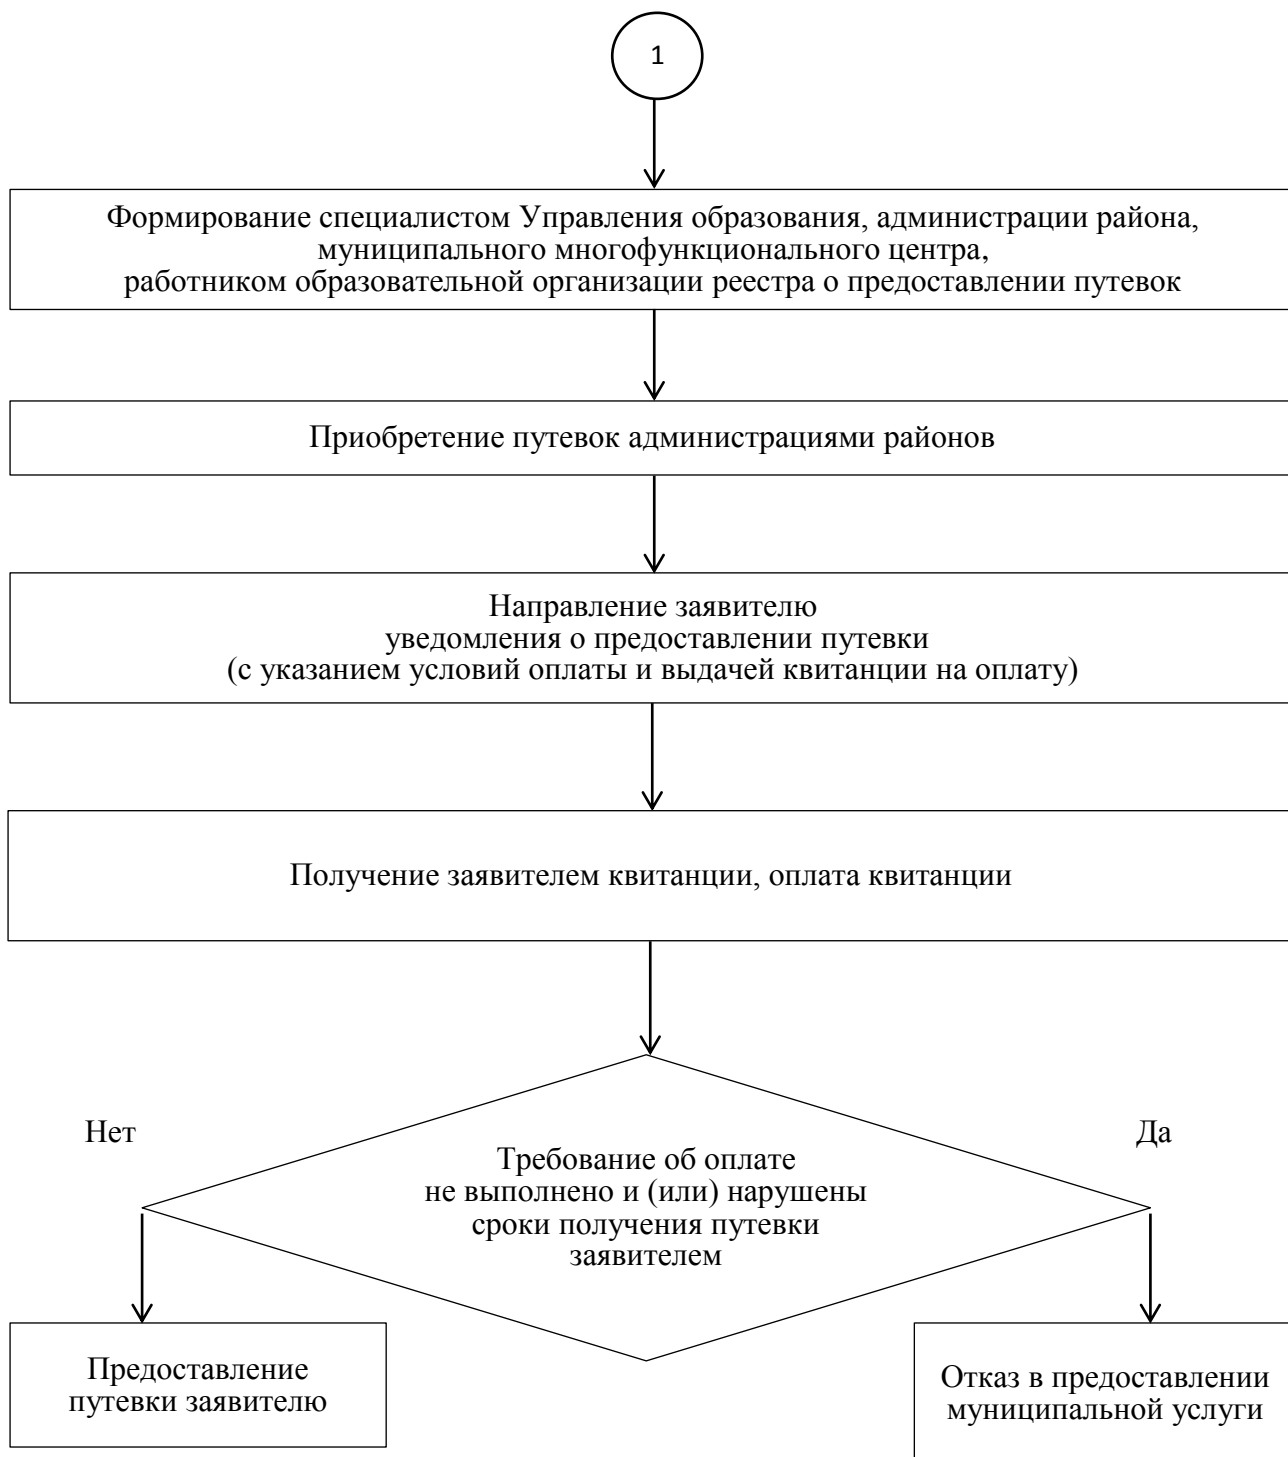 1
Формирование специалистом Управления образования, администрации района,
муниципального многофункционального центра,
работником образовательной организации реестра о предоставлении путевок
Приобретение путевок администрациями районов
Направление заявителю
уведомления о предоставлении путевки
(с указанием условий оплаты и выдачей квитанции на оплату)
Получение заявителем квитанции, оплата квитанции
Нет
Да
Требование об оплате
не выполнено и (или) нарушены
сроки получения путевки
заявителем
Предоставление
путевки заявителю
Отказ в предоставлении
муниципальной услуги